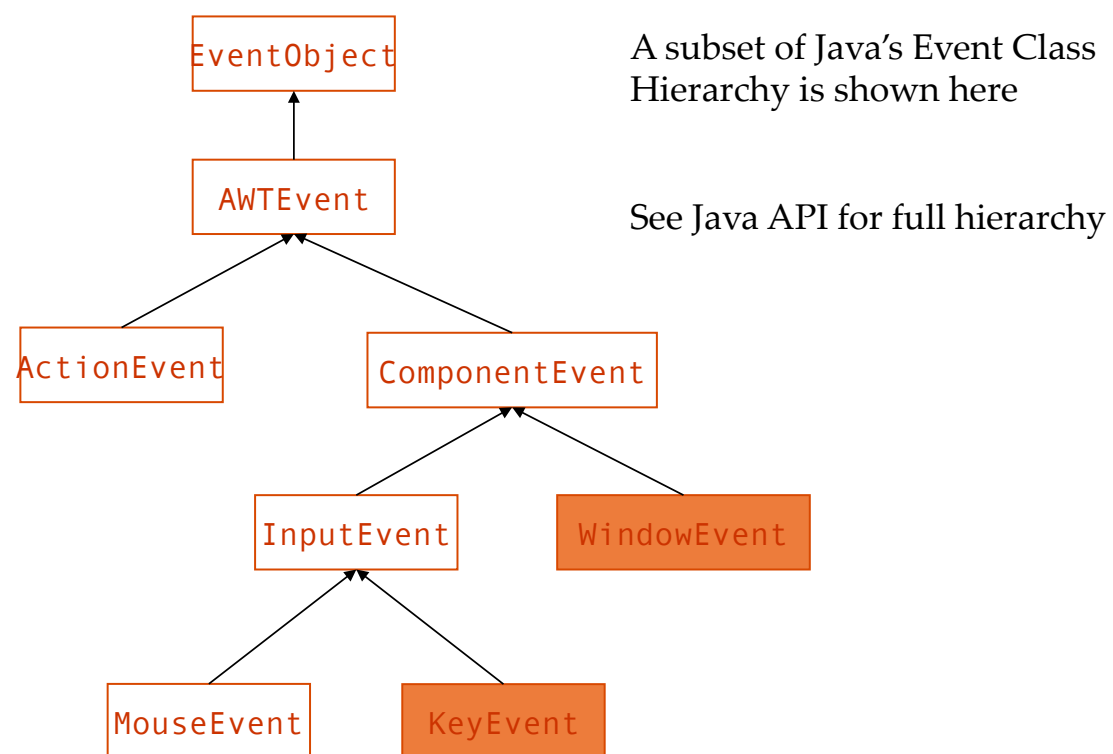 EventObject
A subset of Java’s Event Class
Hierarchy is shown here
AWTEvent
See Java API for full hierarchy
ActionEvent
ComponentEvent
InputEvent
WindowEvent
MouseEvent
KeyEvent